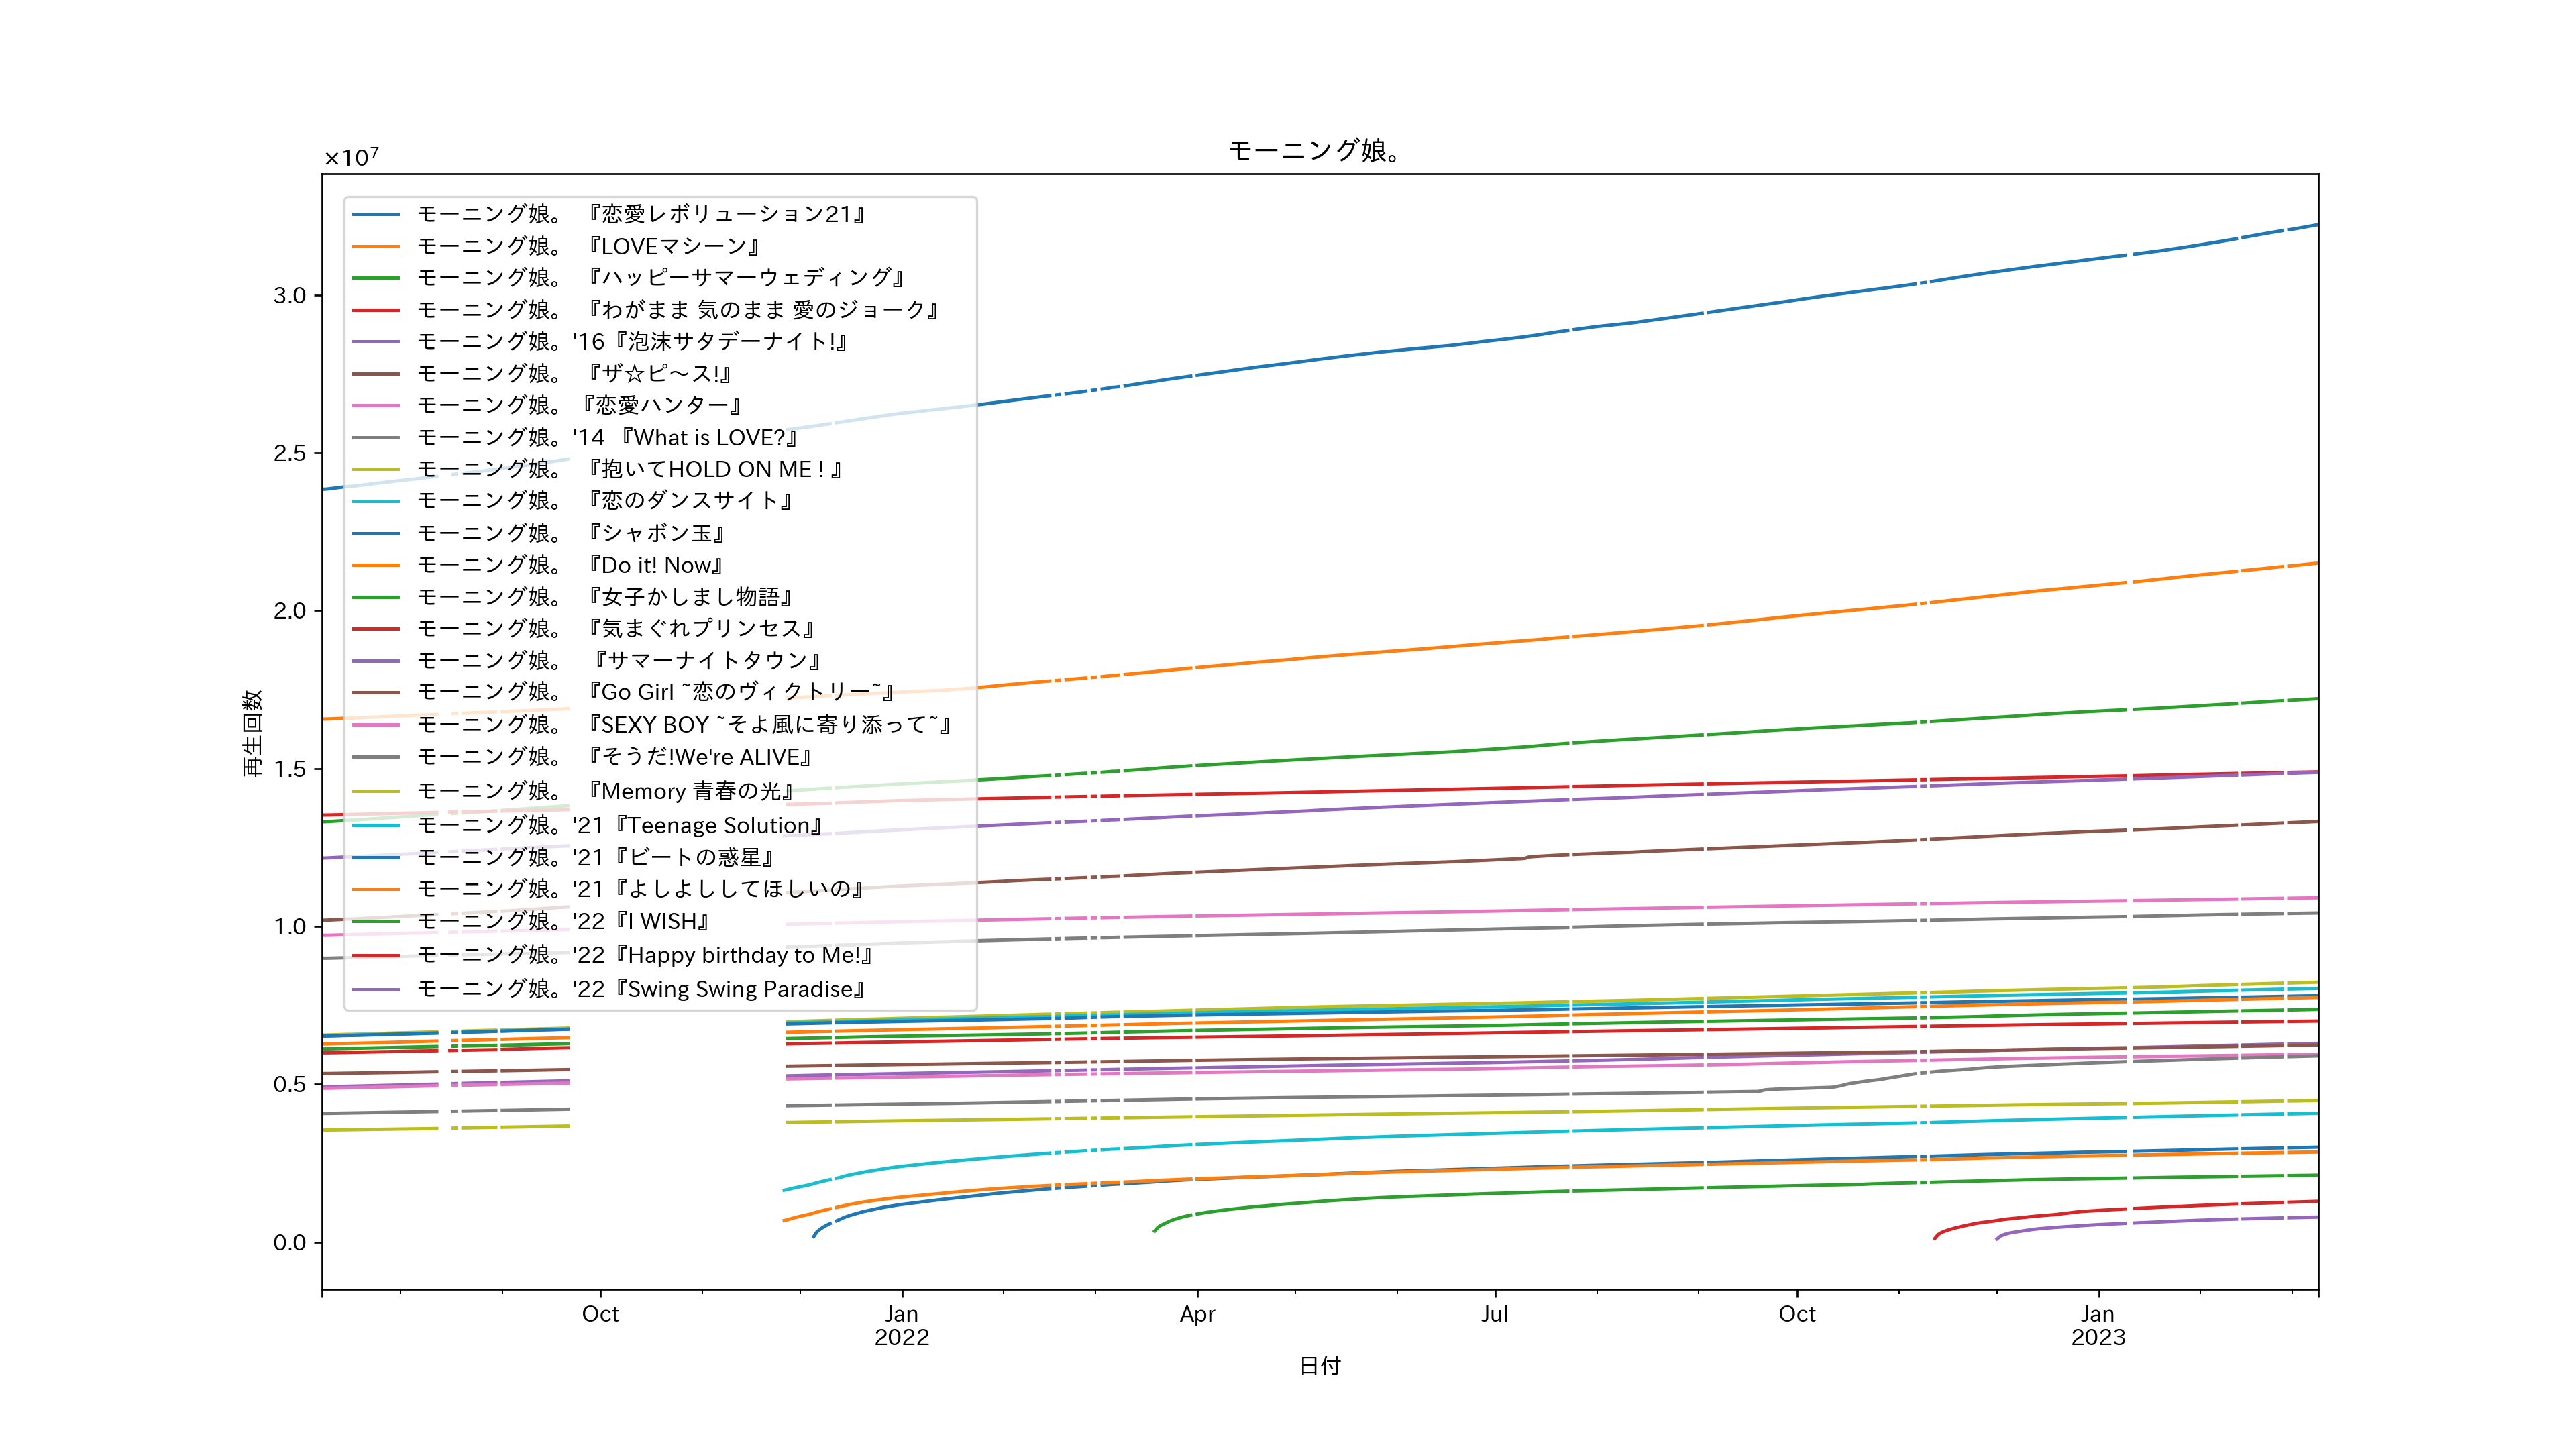 モーニング娘。
×10⁷
モーニング娘。 『恋愛レボリューション21』
モーニング娘。 『LOVEマシーン』
モーニング娘。 『ハッピーサマーウェディング』
モーニング娘。 『わがまま 気のまま 愛のジョーク』
モーニング娘。'16『泡沫サタデーナイト!』
モーニング娘。 『ザ☆ピ～ス!』
モーニング娘。『恋愛ハンター』
モーニング娘。'14 『What is LOVE?』
モーニング娘。 『抱いてHOLD ON ME ! 』
モーニング娘。 『恋のダンスサイト』
モーニング娘。 『シャボン玉』
モーニング娘。 『Do it! Now』
モーニング娘。 『女子かしまし物語』
モーニング娘。 『気まぐれプリンセス』
モーニング娘。 『サマーナイトタウン』
モーニング娘。 『Go Girl ~恋のヴィクトリー~』
モーニング娘。 『SEXY BOY ~そよ風に寄り添って~』
モーニング娘。 『そうだ!We're ALIVE』
モーニング娘。 『Memory 青春の光』
モーニング娘。'21『Teenage Solution』
モーニング娘。'21『ビートの惑星』
モーニング娘。'21『よしよししてほしいの』
モーニング娘。'22『I WISH』
モーニング娘。'22『Happy birthday to Me!』
モーニング娘。'22『Swing Swing Paradise』
3.0
2.5
2.0
1.5
1.0
0.5
0.0
再生回数
Oct
Jan
2022
Apr
Jul
Oct
Jan
2023
日付